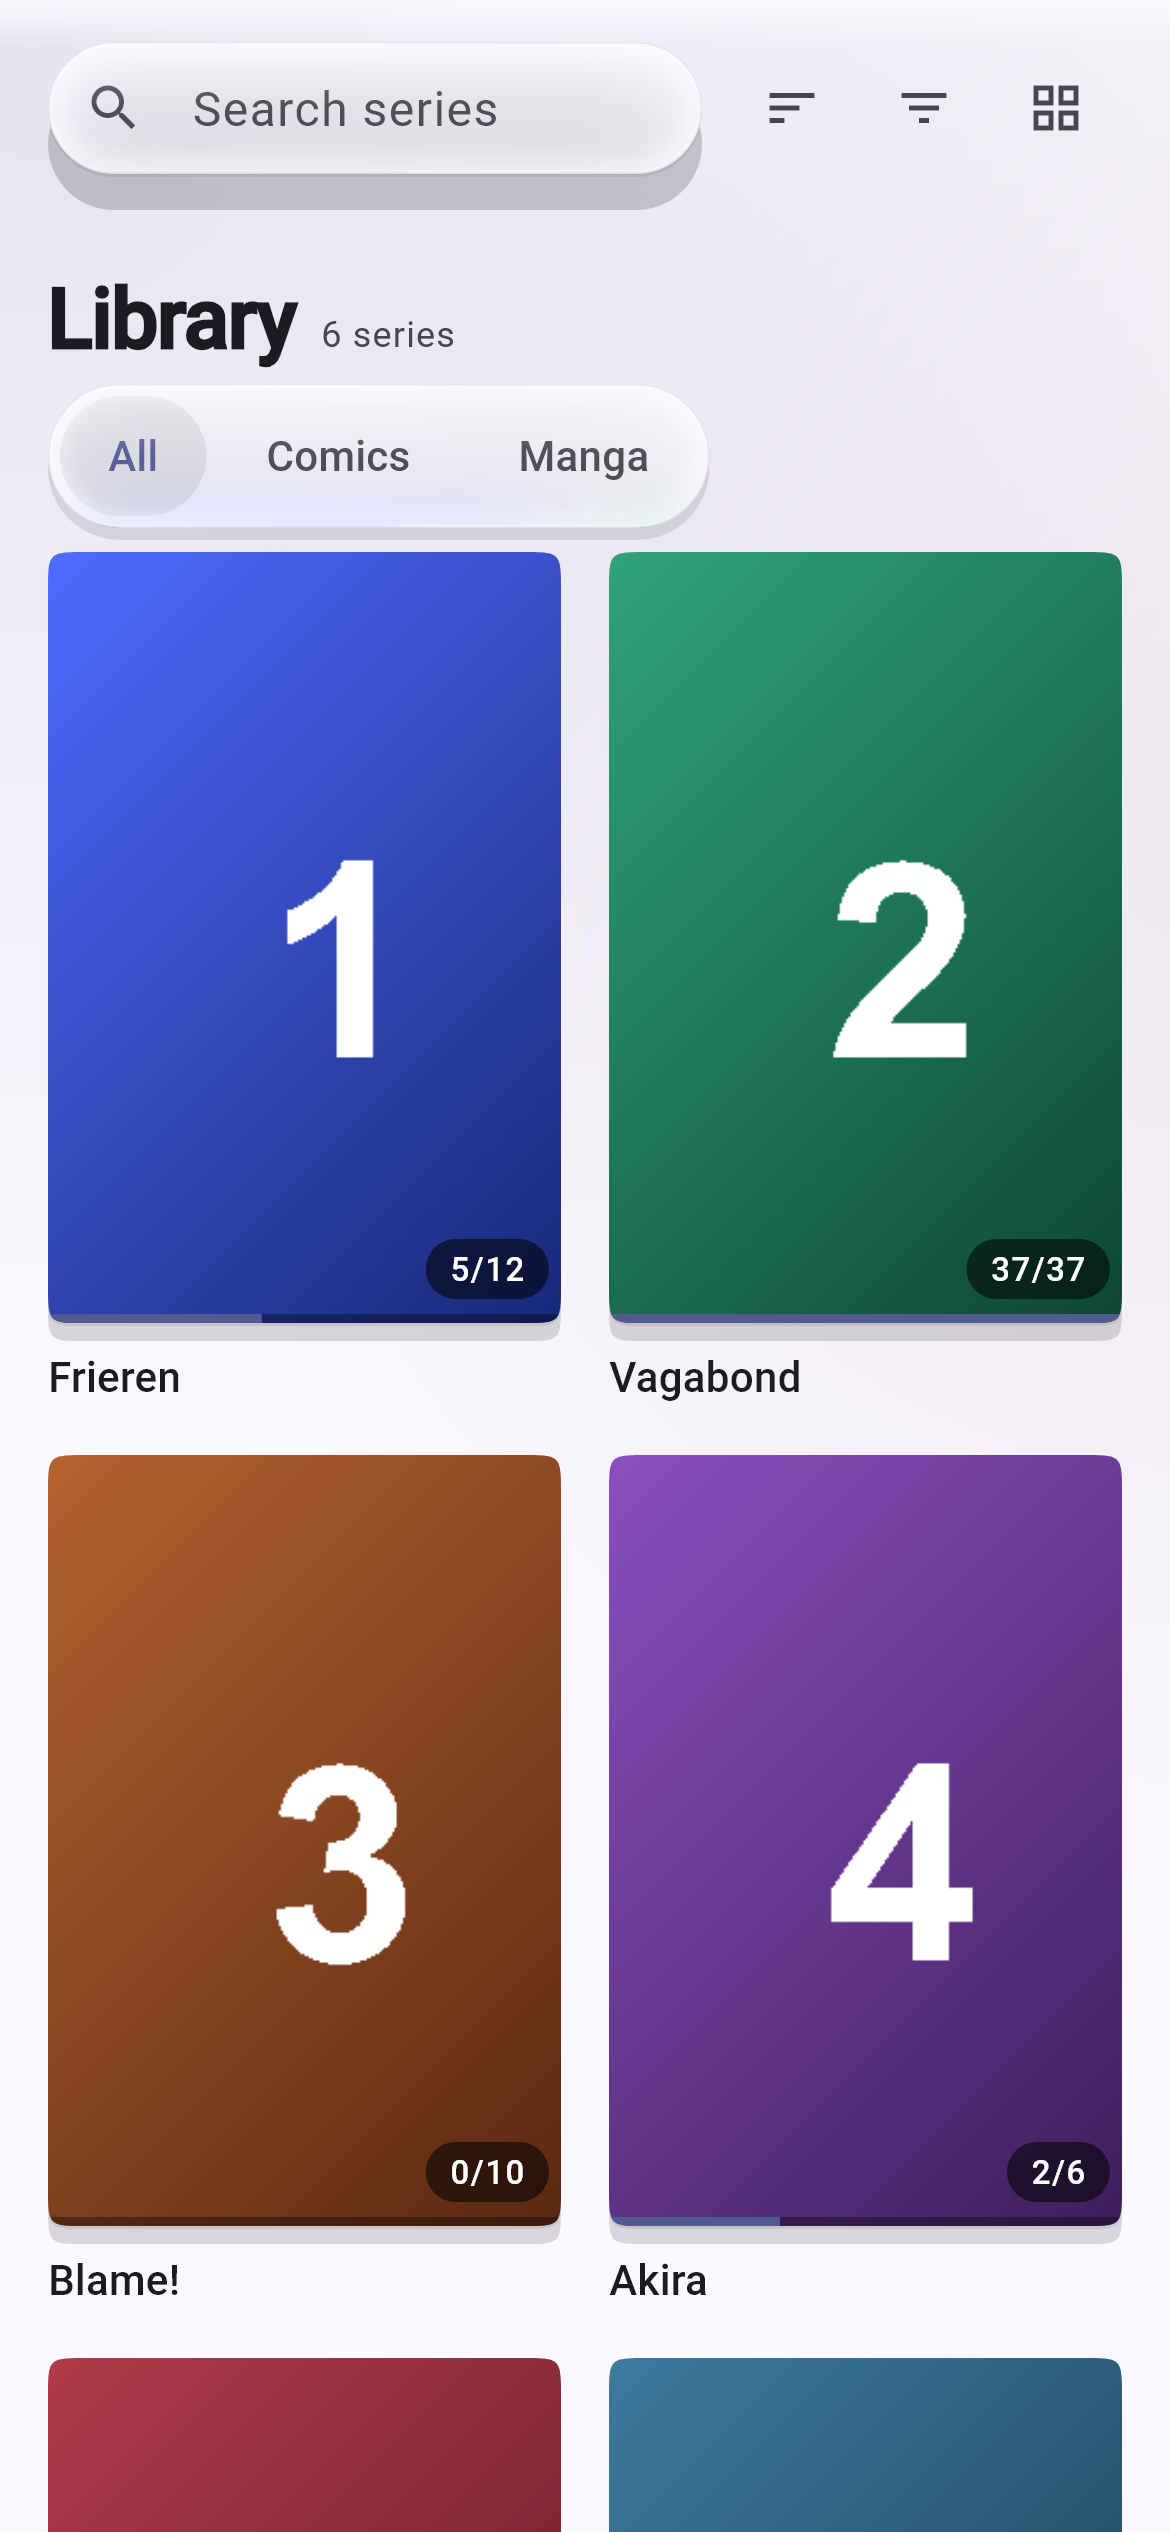 Search series
Library 6 series
All Comics Manga
1 2
5/12 37/37
Frieren Vagabond
3 4
0/10 2/6
Blame! Akira